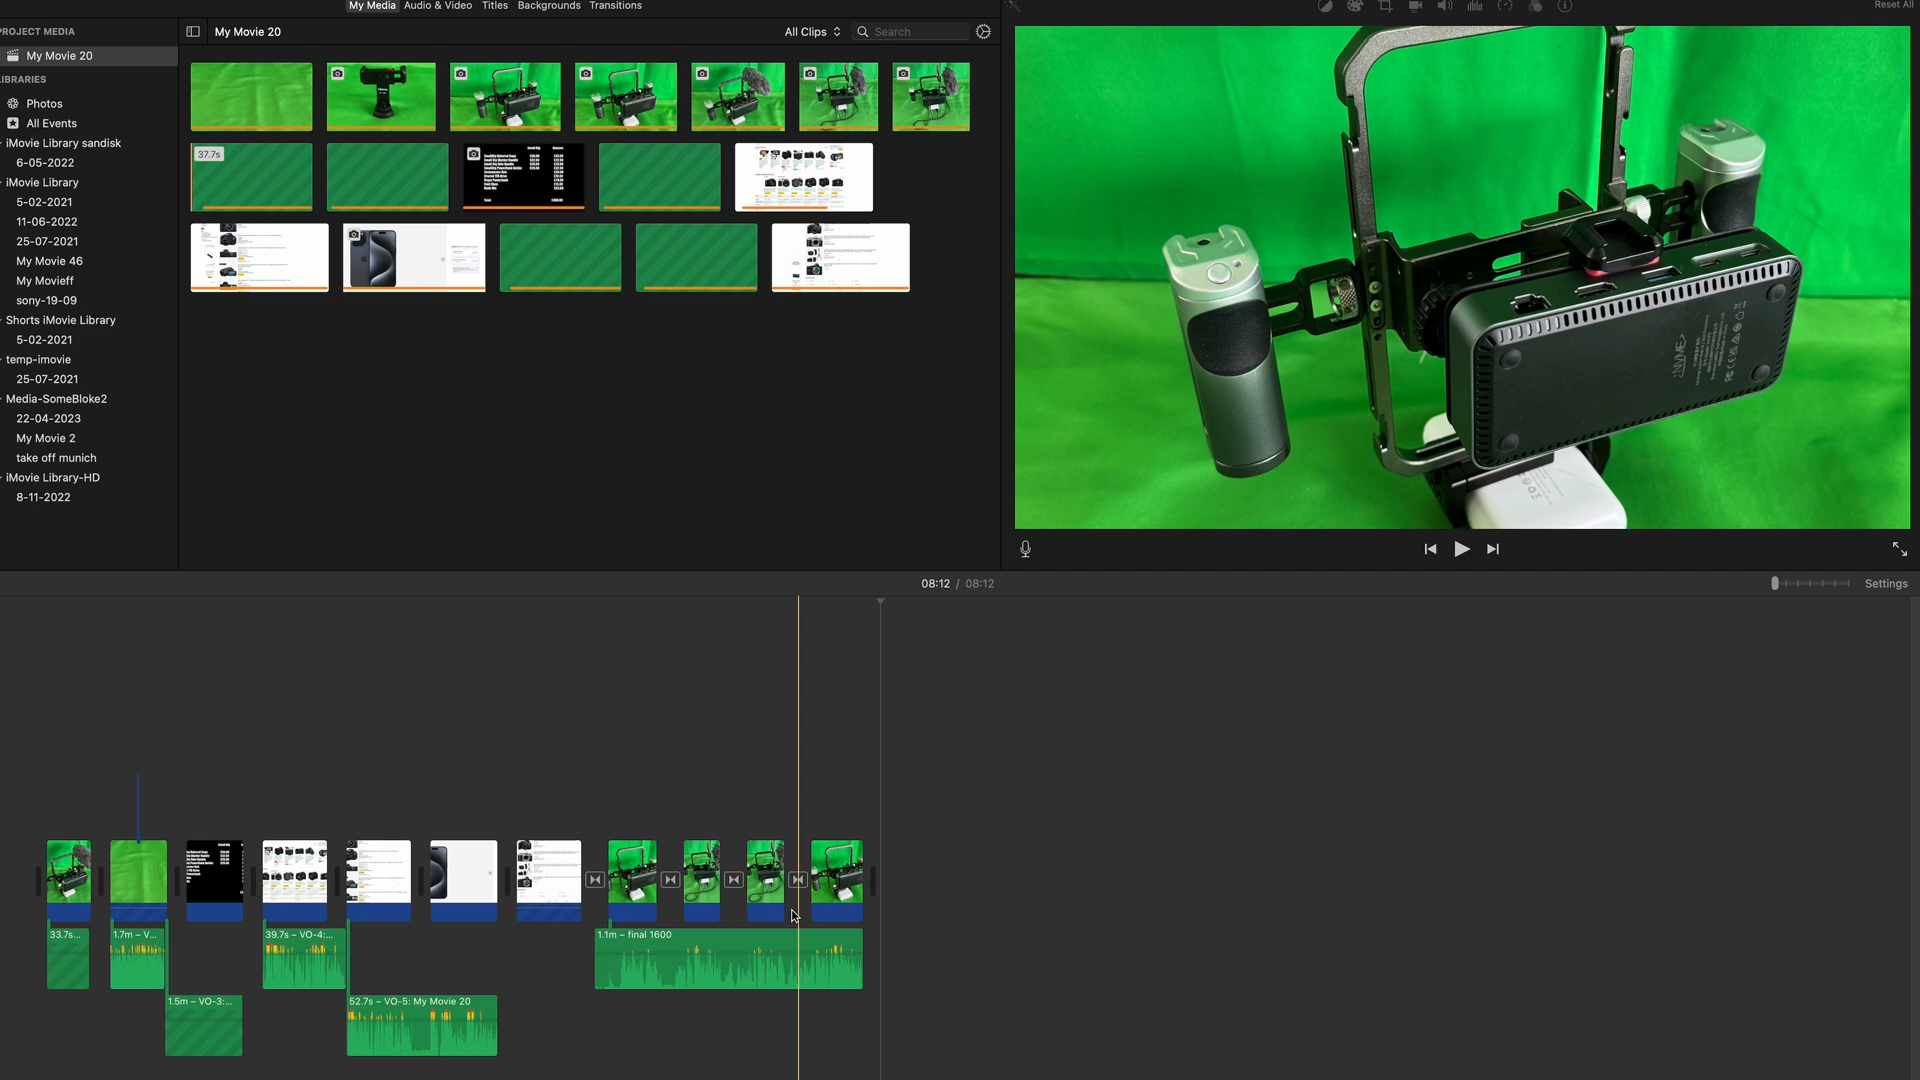 My Media Audio & Video Titles Backgrounds Transitions
Reset All
PROJECT MEDIA
My Movie 20
All Clips
Search
My Movie 20
IBRARIES
Photos
All Events
iMovie Library sandisk
6-05-2022
iMovie Library
5-02-2021
11-06-2022
25-07-2021
My Movie 46
My Movieff
sony-19-09
Shorts iMovie Library
5-02-2021
temp-imovie
25-07-2021
Media-SomeBloke2
22-04-2023
My Movie 2
take off munich
iMovie Library-HD
8-11-2022
37.7s
Total
08:12 / 08:12
Settings
33.7s...
1.7m – V...
39.7s – VO-4:...
1.1m – final 1600
1.5m – VO-3:...
52.7s – VO-5: My Movie 20